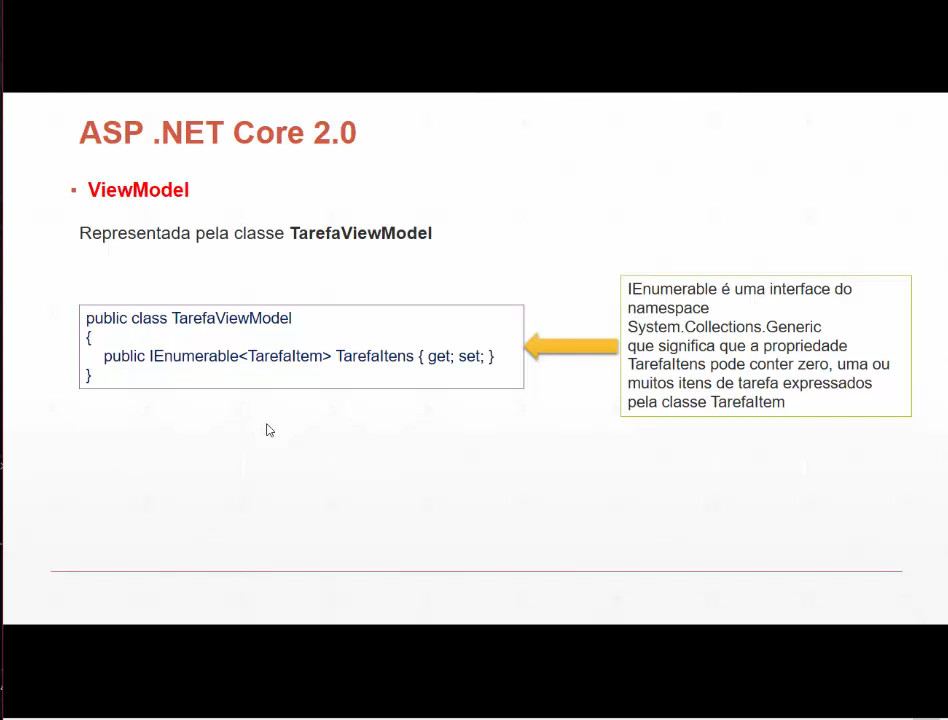 ASP .NET Core 2.0
ViewModel
Representada pela classe TarefaViewModel
public class TarefaViewModel
{
public IEnumerable<TarefaItem> TarefaItens { get; set; }
}
IEnumerable é uma interface do
namespace
System.Collections.Generic
que significa que a propriedade
TarefaItens pode conter zero, uma ou
muitos itens de tarefa expressados
pela classe TarefaItem